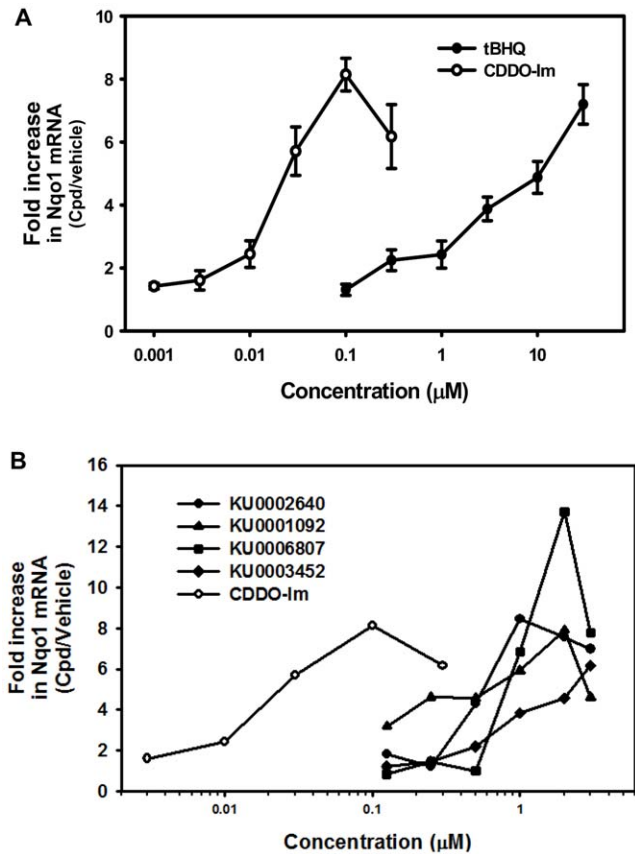 A
10
8
6
4
2
0
Fold increase
in Nqo1 mRNA
(Cpd/vehicle)
tBHQ
CDDO-Im
0.001
0.01
0.1
1
10
Concentration (μM)
B
16
14
12
10
8
6
4
2
0
Fold increase
in Nqo1 mRNA
(Cpd/Vehicle)
KU0002640
KU0001092
KU0006807
KU0003452
CDDO-Im
0.01
0.1
1
Concentration (μM)